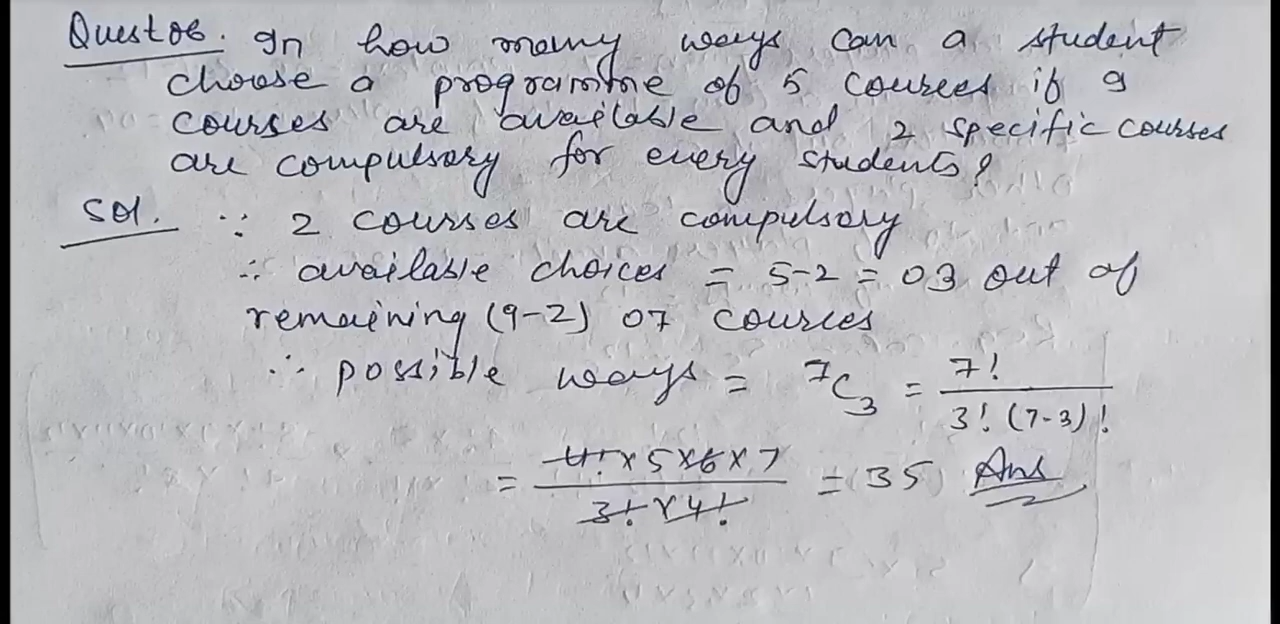 Questo6. In how many ways can a student
choose a programme of 5 courses if 9
courses are available and 2 specific courses
are compulsory for every students?
Sol. ∵ 2 courses are compulsory
∴ available choices = 5-2 = 03 out of
remaining (9-2) 07 courses
∴ possible ways = ⁷C₃ = 7! / 3! (7-3)!
= 4! × 5 × 6 × 7 / 3! × 4! = 35 Ans